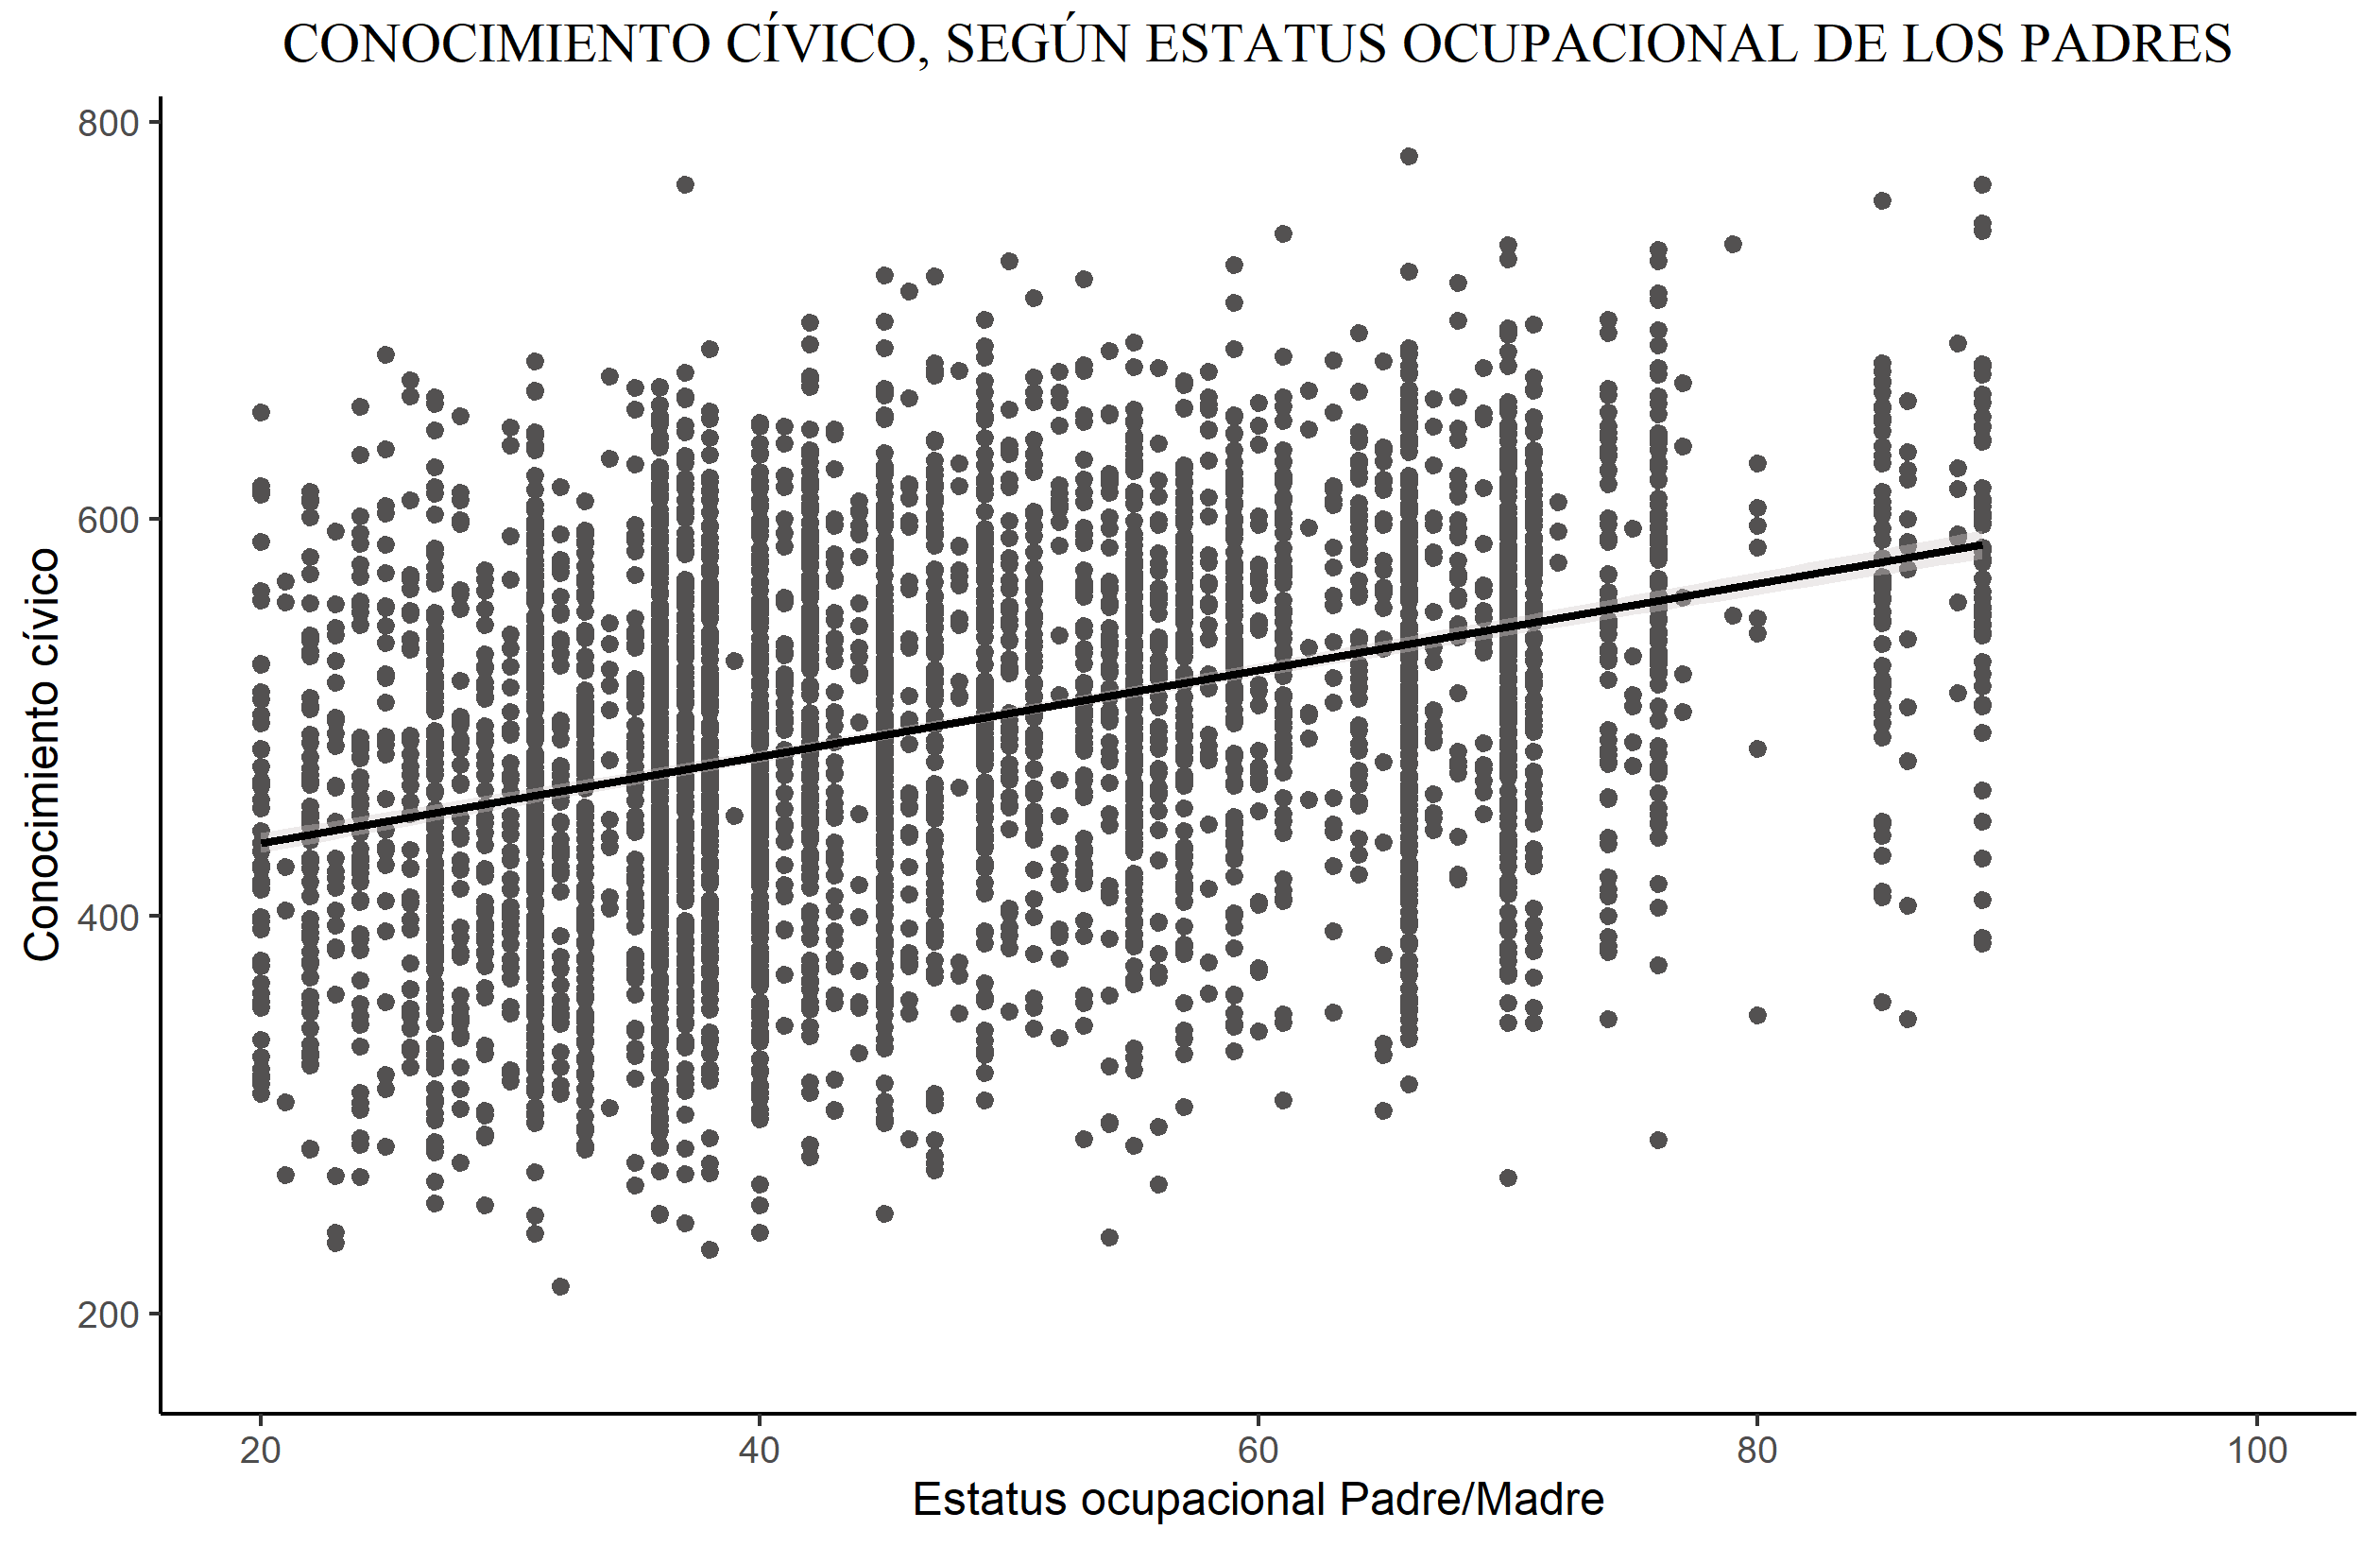 CONOCIMIENTO CÍVICO, SEGÚN ESTATUS OCUPACIONAL DE LOS PADRES
800
600
400
200
Conocimiento cívico
20 40 60 80 100
Estatus ocupacional Padre/Madre